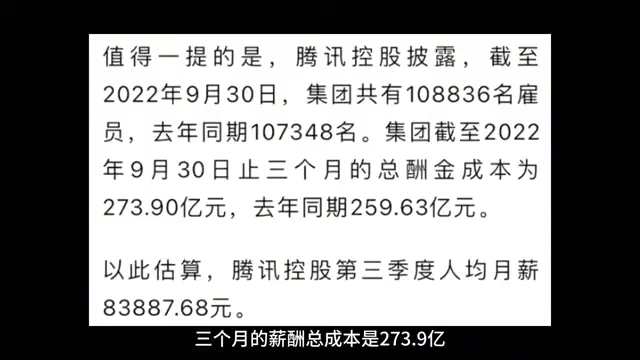 值得一提的是，腾讯控股披露，截至
2022年9月30日，集团共有108836名雇
员，去年同期107348名。集团截至2022
年9月30日止三个月的总酬金成本为
273.90亿元，去年同期259.63亿元。
以此估算，腾讯控股第三季度人均月薪
83887.68元。
三个月的薪酬总成本是273.9亿